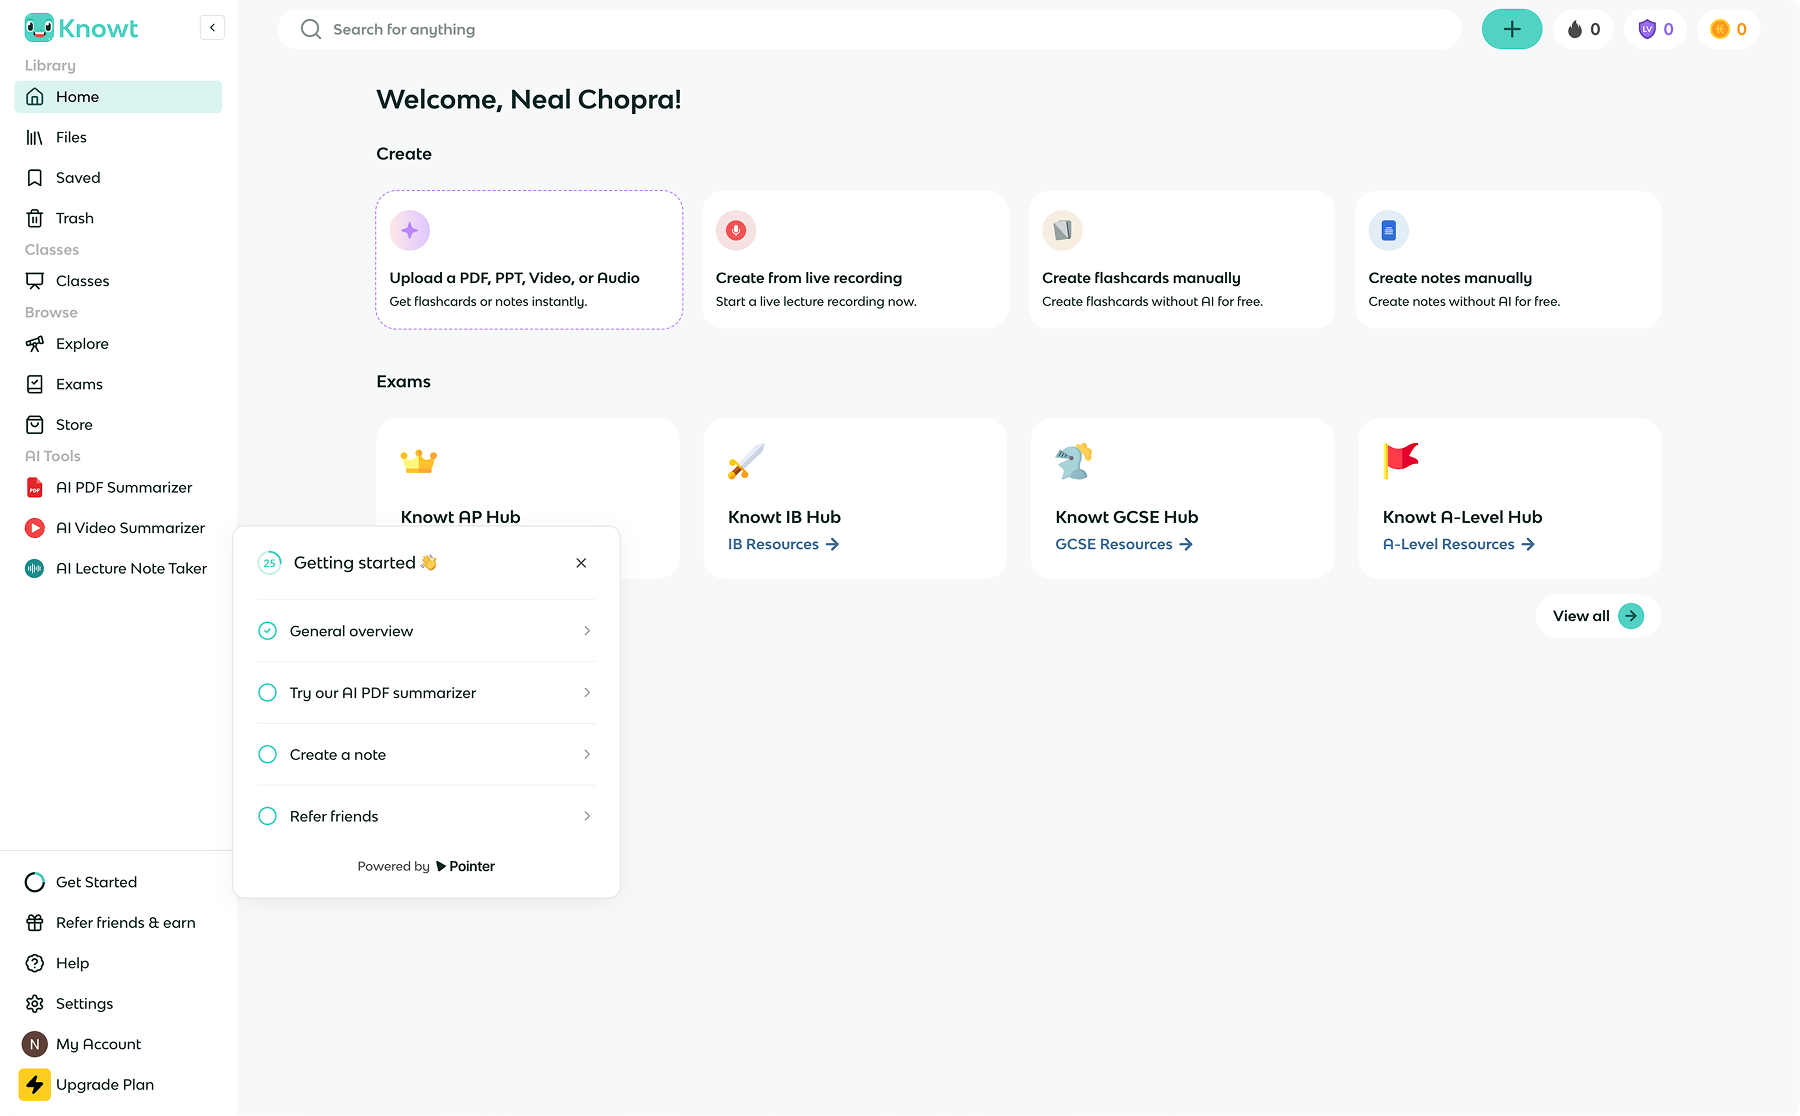 Knowt
Library
Home
Files
Saved
Trash
Classes
Classes
Browse
Explore
Exams
Store
AI Tools
PDF
AI PDF Summarizer
AI Video Summarizer
AI Lecture Note Taker
Get Started
Refer friends & earn
Help
Settings
N
My Account
Upgrade Plan
Search for anything
0
LV
0
K
0
Welcome, Neal Chopra!
Create
Upload a PDF, PPT, Video, or Audio
Get flashcards or notes instantly.
Create from live recording
Start a live lecture recording now.
Create flashcards manually
Create flashcards without AI for free.
Create notes manually
Create notes without AI for free.
Exams
Knowt AP Hub
Knowt IB Hub
IB Resources
Knowt GCSE Hub
GCSE Resources
Knowt A-Level Hub
A-Level Resources
View all
25
Getting started 👋
General overview
Try our AI PDF summarizer
Create a note
Refer friends
Powered by Pointer